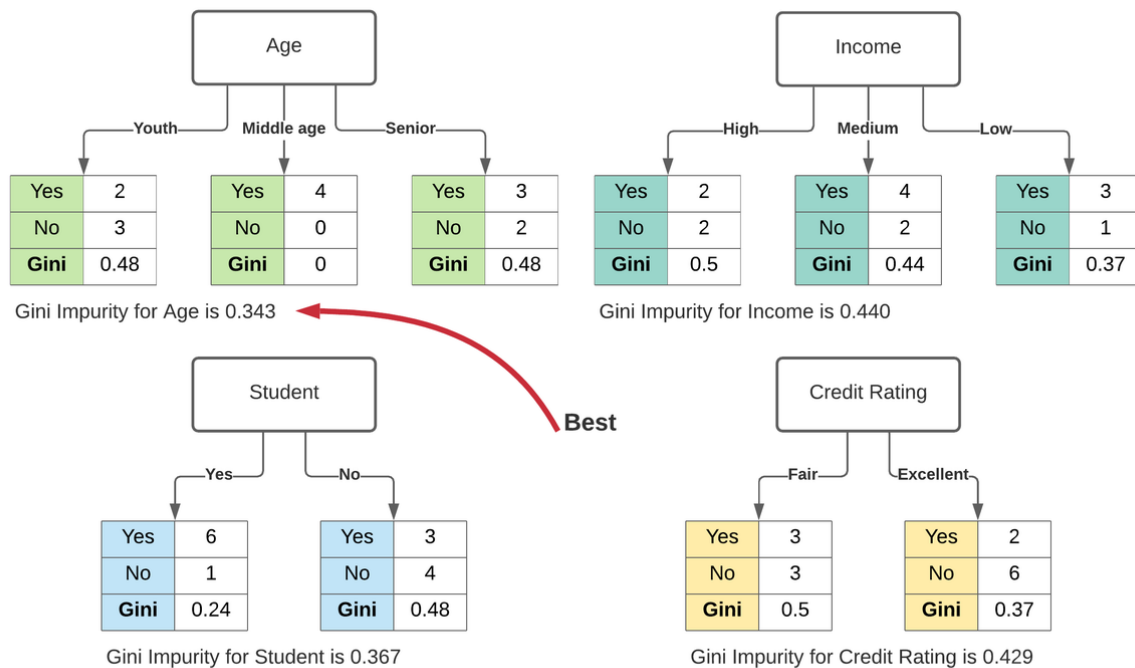 Age
Income
Youth Middle age Senior
High Medium Low
Yes 2 Yes 4 Yes 3
No 3 No 0 No 2
Gini 0.48 Gini 0 Gini 0.48
Yes 2 Yes 4 Yes 3
No 2 No 2 No 1
Gini 0.5 Gini 0.44 Gini 0.37
Gini Impurity for Age is 0.343
Gini Impurity for Income is 0.440
Best
Student
Credit Rating
Yes No
Fair Excellent
Yes 6 Yes 3
No 1 No 4
Gini 0.24 Gini 0.48
Yes 3 Yes 2
No 3 No 6
Gini 0.5 Gini 0.37
Gini Impurity for Student is 0.367
Gini Impurity for Credit Rating is 0.429